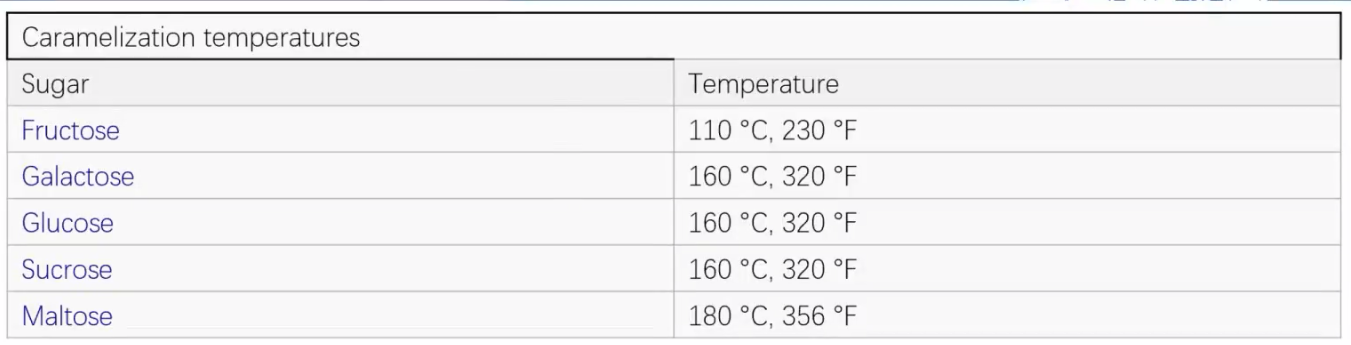 Caramelization temperatures
Sugar Temperature
Fructose 110 °C, 230 °F
Galactose 160 °C, 320 °F
Glucose 160 °C, 320 °F
Sucrose 160 °C, 320 °F
Maltose 180 °C, 356 °F